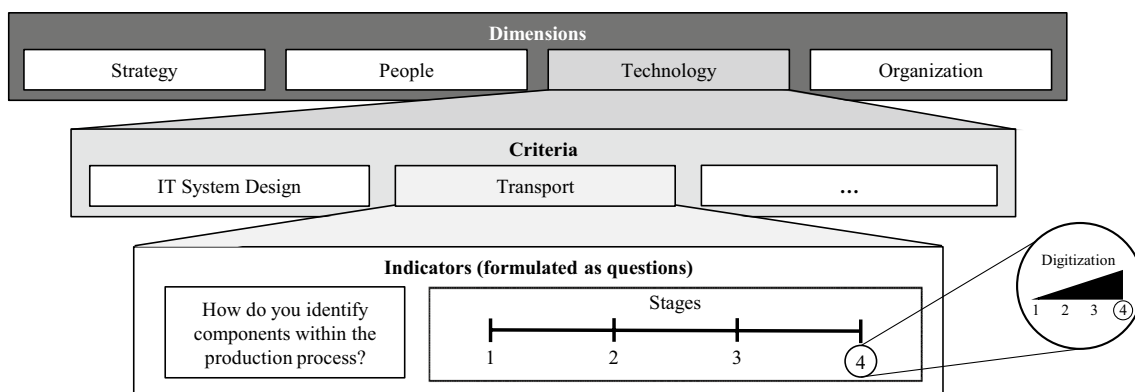 Dimensions
Strategy
People
Technology
Organization
Criteria
IT System Design
Transport
...
Indicators (formulated as questions)
How do you identify
components within the
production process?
Stages
1
2
3
4
Digitization
1 2 3 4